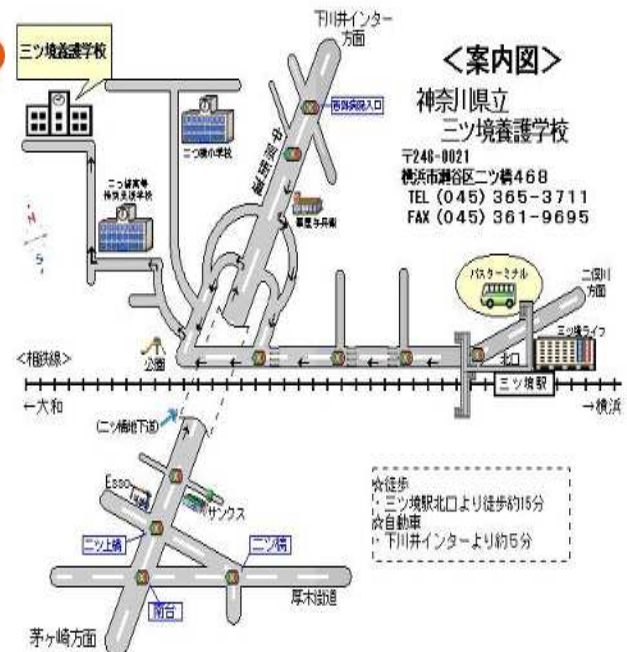 三ツ境養護学校
下川井インター
方面
<案内図>
神奈川県立
三ツ境養護学校
〒246-0021
横浜市瀬谷区二ツ橋468
TEL (045) 365-3711
FAX (045) 361-9695
二つ橋小学校
中原街道
二つ橋高等
特別支援学校
N
S
バスターミナル
二俣川
方面
三ツ境ライフ
北口
三ツ境駅
公園
<相鉄線>
←大和
→横浜
(二ツ橋地下道)
Esso
サンクス
二ツ上橋
二ツ橋
南台
厚木街道
茅ヶ崎方面
☆徒歩
・三ツ境駅北口より徒歩約15分
☆自動車
・下川井インターより約5分